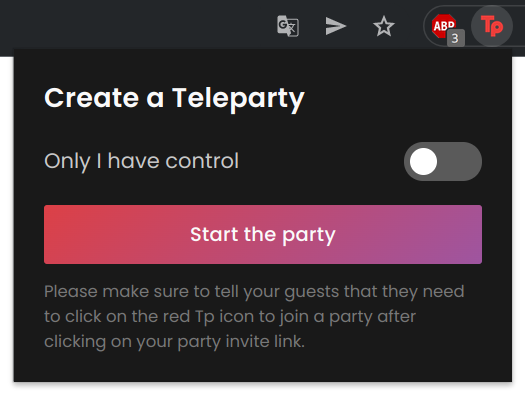 G
ABP
3
Tp
Create a Teleparty
Only I have control
Start the party
Please make sure to tell your guests that they need
to click on the red Tp icon to join a party after
clicking on your party invite link.